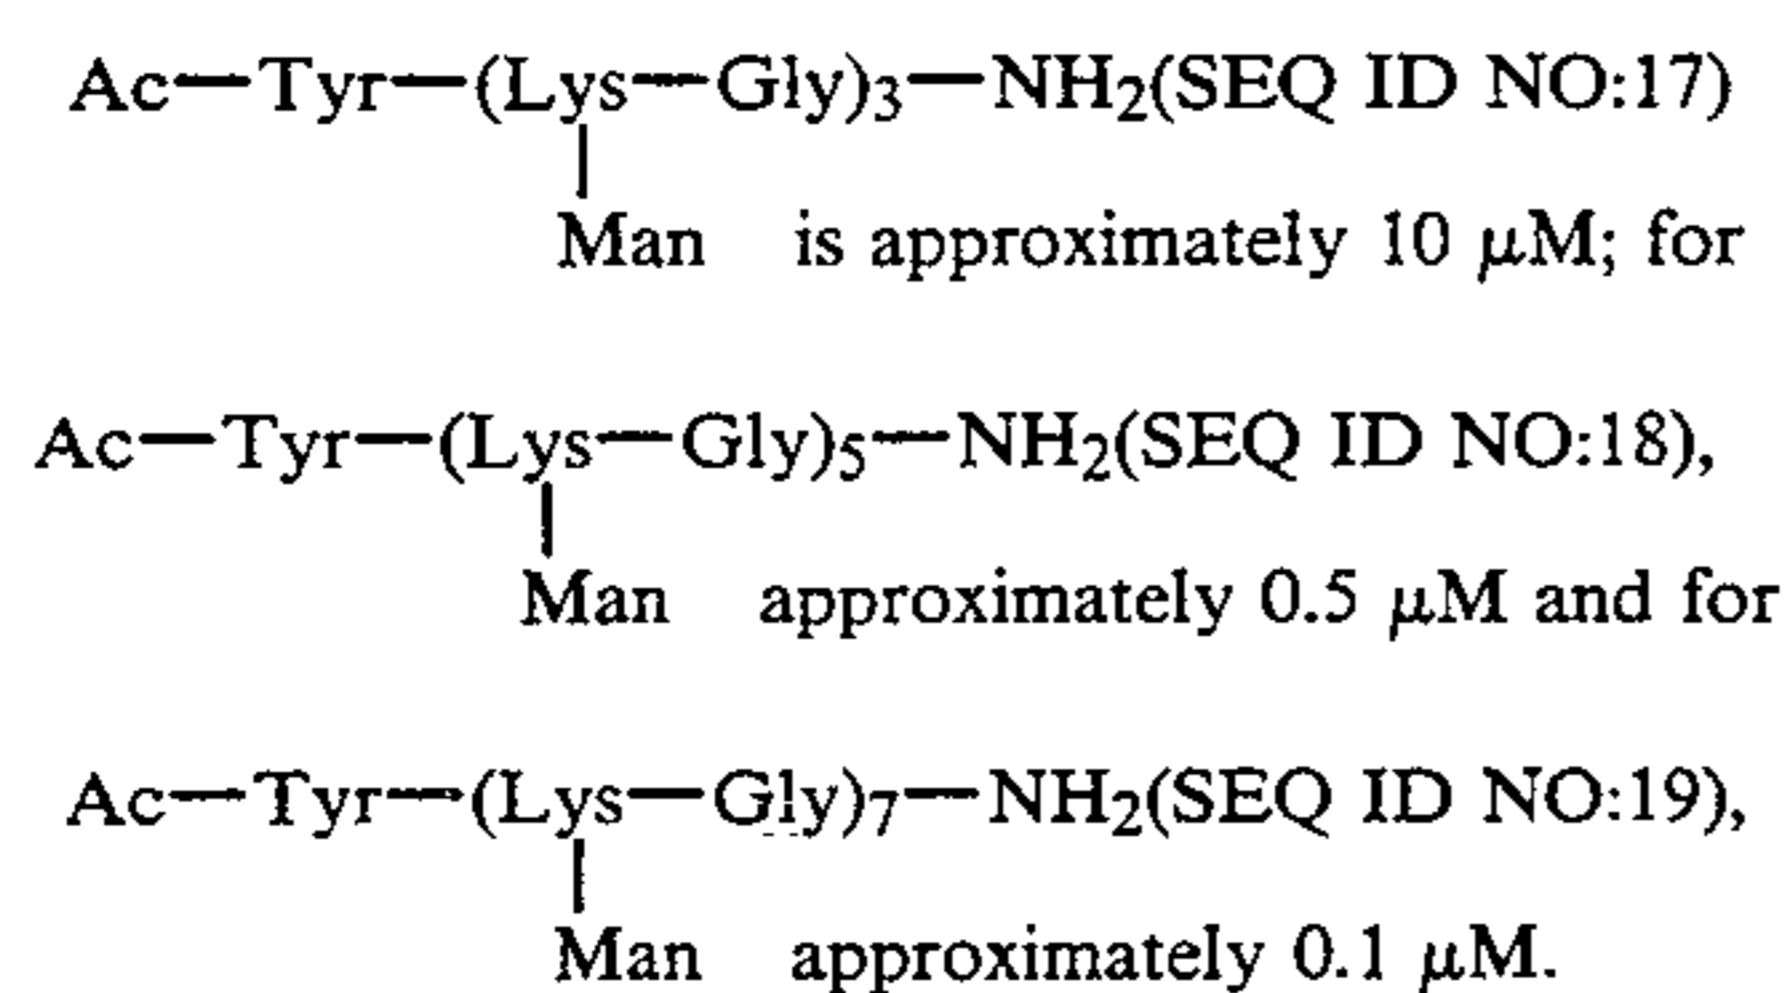 Ac—Tyr—(Lys—Gly)₃—NH₂(SEQ ID NO:17)
Man is approximately 10 μM; for
Ac—Tyr—(Lys—Gly)₅—NH₂(SEQ ID NO:18),
Man approximately 0.5 μM and for
Ac—Tyr—(Lys—Gly)₇—NH₂(SEQ ID NO:19),
Man approximately 0.1 μM.